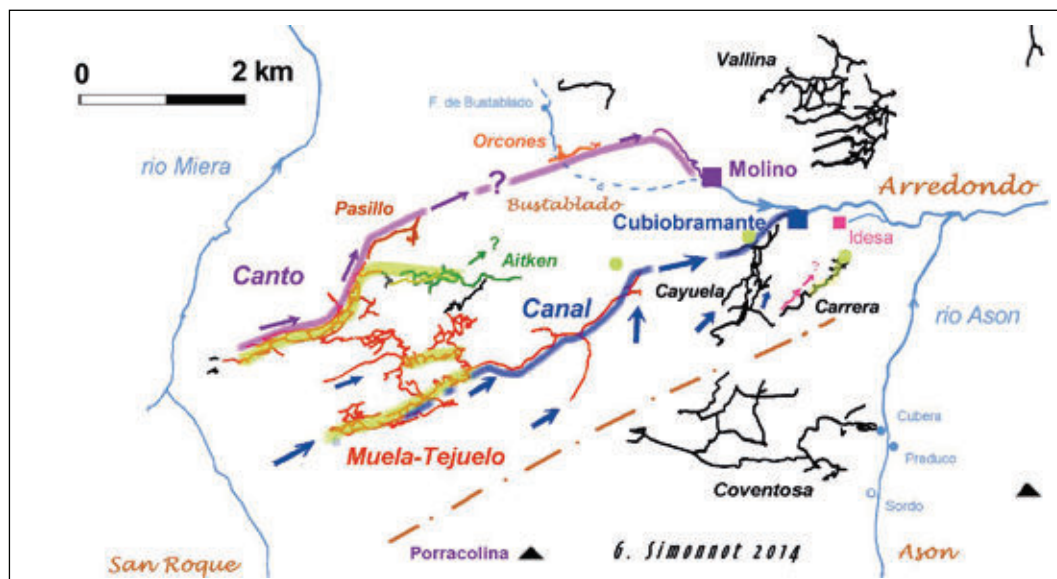 0 2 km
Vallina
F. de Bustablado
Orcones
rio Miera
Molino
?
Arredondo
Pasillo
Bustablado
Cubiobramante
Idesa
?
Aitken
?
Canto
Canal
Cayuela
Carrera
rio Ason
Cubera
Muela-Tejuelo
Preduco
Coventosa
Sordo
Porracolina
G. Simonnot 2014
San Roque
Ason